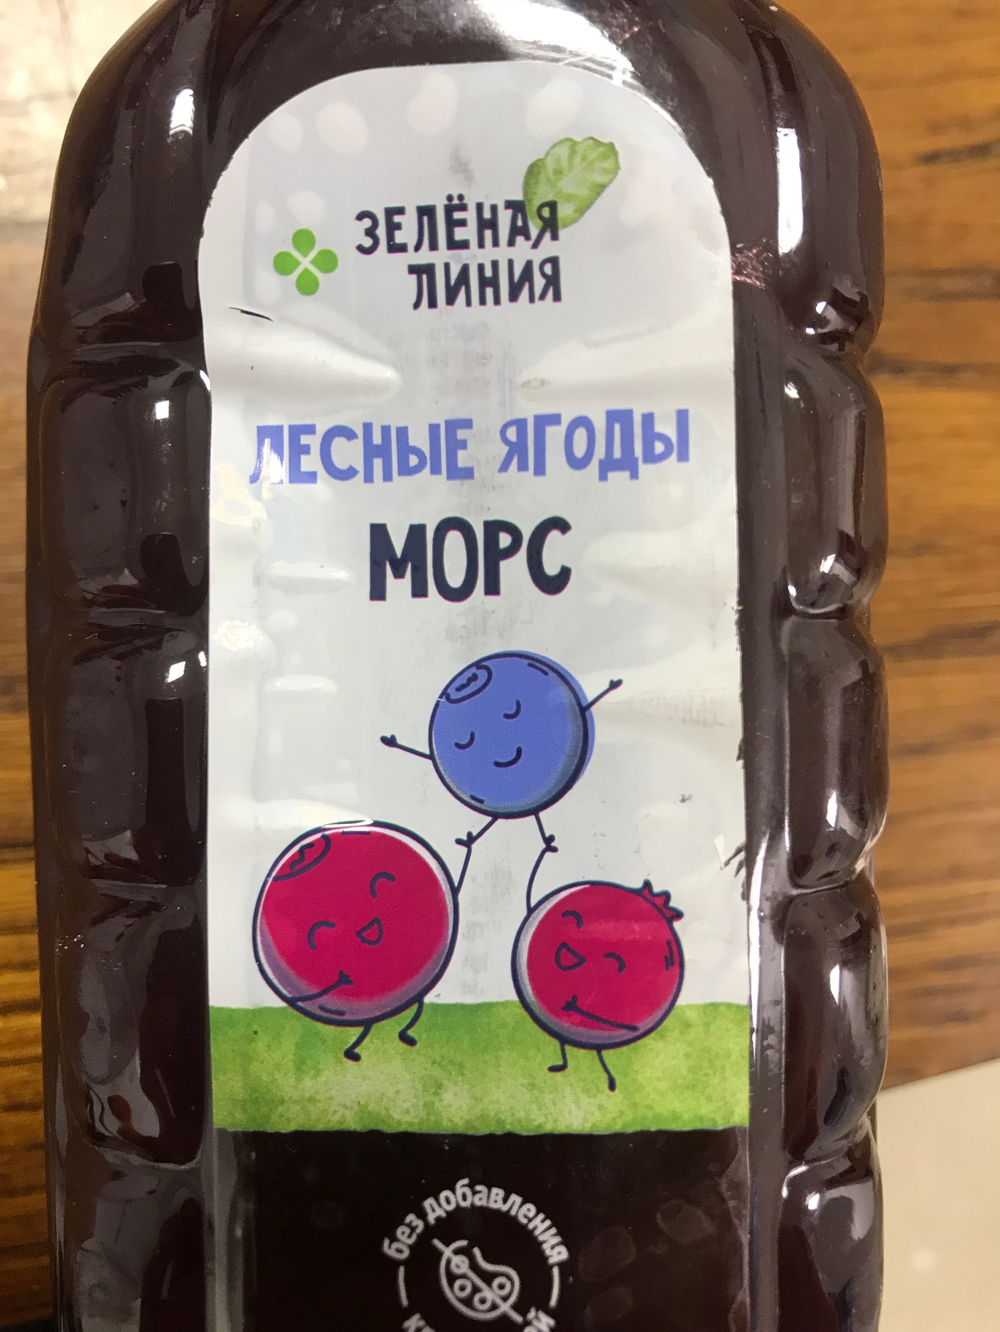 ЗЕЛЁНАЯ
ЛИНИЯ
ЛЕСНЫЕ ЯГОДЫ
МОРС
без добавления